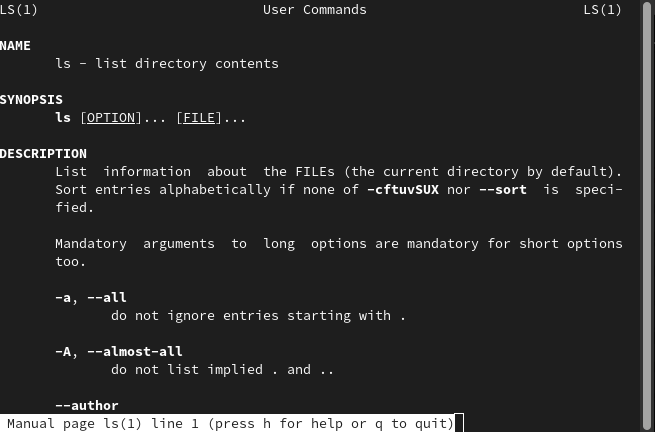 LS(1) User Commands LS(1)
NAME
ls - list directory contents
SYNOPSIS
ls [OPTION]... [FILE]...
DESCRIPTION
List information about the FILEs (the current directory by default).
Sort entries alphabetically if none of -cftuvSUX nor --sort is speci-
fied.
Mandatory arguments to long options are mandatory for short options
too.
-a, --all
do not ignore entries starting with .
-A, --almost-all
do not list implied . and ..
--author
Manual page ls(1) line 1 (press h for help or q to quit)